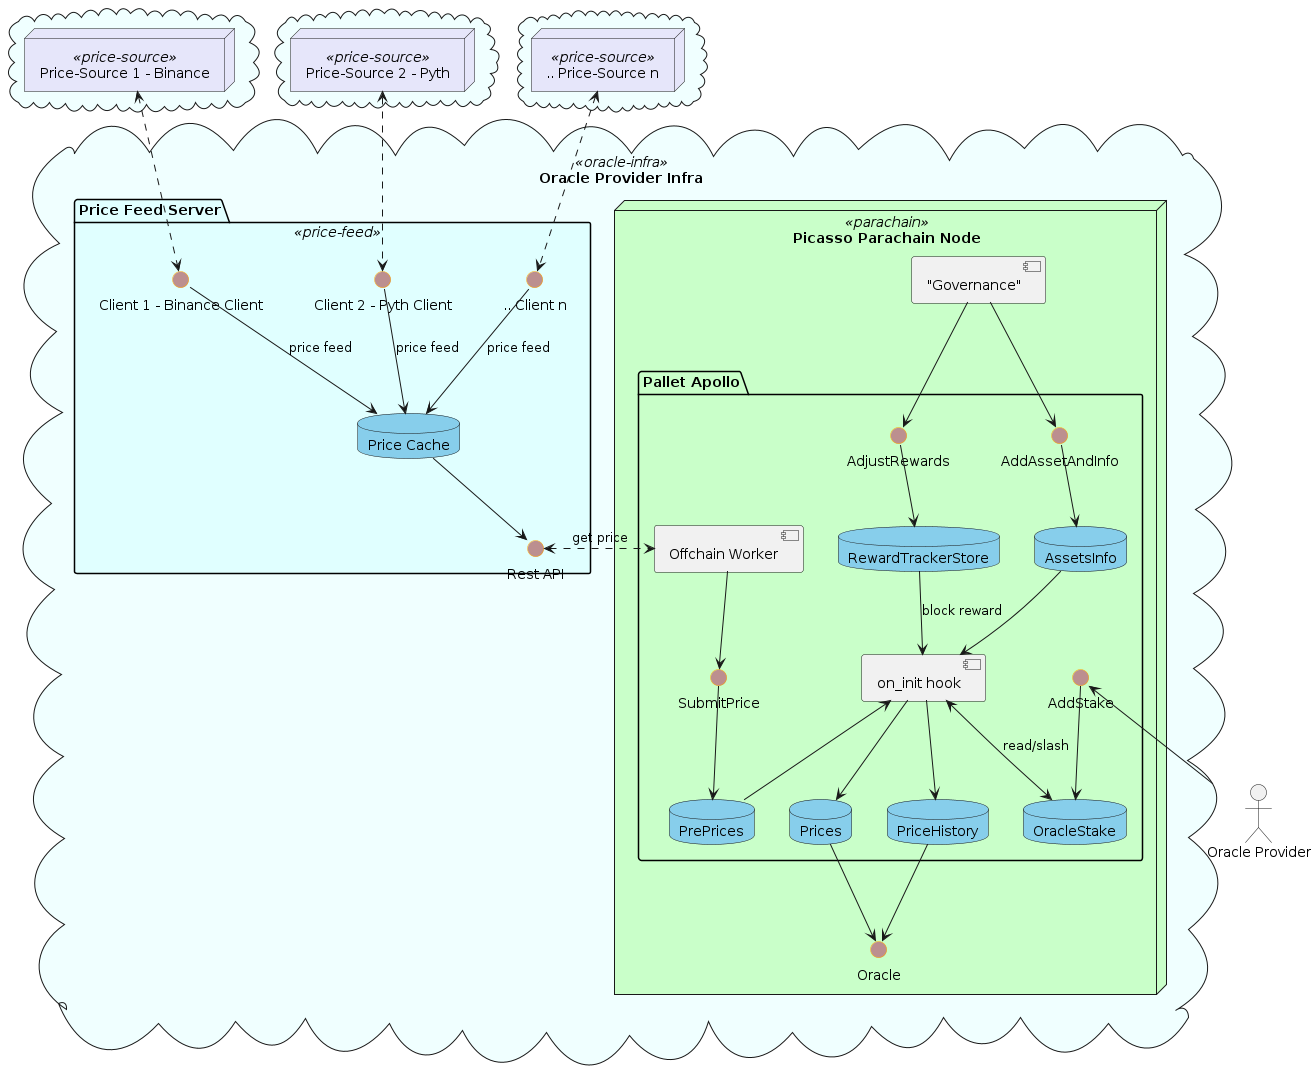 «price-source»
Price-Source 1 - Binance
«price-source»
Price-Source 2 - Pyth
«price-source»
.. Price-Source n
«oracle-infra»
Oracle Provider Infra
Price Feed Server
«price-feed»
«parachain»
Picasso Parachain Node
"Governance"
Client 1 - Binance Client
Client 2 - Pyth Client
.. Client n
price feed
price feed
price feed
Pallet Apollo
Price Cache
AdjustRewards
AddAssetAndInfo
get price
Rest API
Offchain Worker
RewardTrackerStore
AssetsInfo
block reward
on_init hook
SubmitPrice
AddStake
read/slash
PrePrices
Prices
PriceHistory
OracleStake
Oracle Provider
Oracle